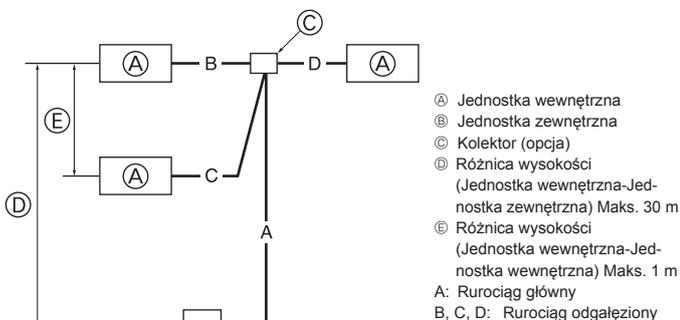 Ⓒ
Ⓐ B D Ⓐ
Ⓔ
Ⓐ C
Ⓓ
A
Ⓐ Jednostka wewnętrzna
Ⓑ Jednostka zewnętrzna
Ⓒ Kolektor (opcja)
Ⓓ Różnica wysokości
(Jednostka wewnętrzna-Jed-
nostka zewnętrzna) Maks. 30 m
Ⓔ Różnica wysokości
(Jednostka wewnętrzna-Jed-
nostka wewnętrzna) Maks. 1 m
A: Rurociąg główny
B, C, D: Rurociąg odgałęziony